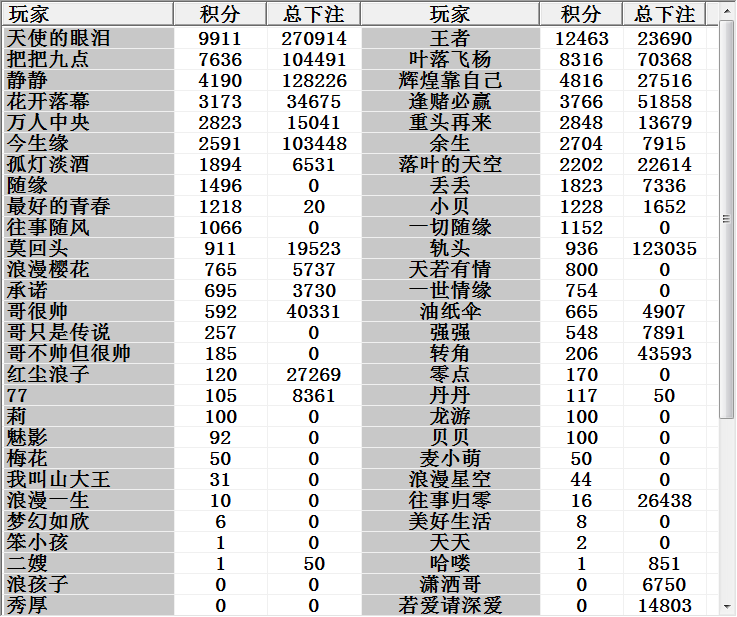 玩家 积分 总下注 玩家 积分 总下注
天使的眼泪 9911 270914 王者 12463 23690
把把九点 7636 104491 叶落飞杨 8316 70368
静静 4190 128226 辉煌靠自己 4816 27516
花开落幕 3173 34675 逢赌必赢 3766 51858
万人中央 2823 15041 重头再来 2848 13679
今生缘 2591 103448 余生 2704 7915
孤灯淡酒 1894 6531 落叶的天空 2202 22614
随缘 1496 0 丢丢 1823 7336
最好的青春 1218 20 小贝 1228 1652
往事随风 1066 0 一切随缘 1152 0
莫回头 911 19523 轨头 936 123035
浪漫樱花 765 5737 天若有情 800 0
承诺 695 3730 一世情缘 754 0
哥很帅 592 40331 油纸伞 665 4907
哥只是传说 257 0 强强 548 7891
哥不帅但很帅 185 0 转角 206 43593
红尘浪子 120 27269 零点 170 0
77 105 8361 丹丹 117 50
莉 100 0 龙游 100 0
魅影 92 0 贝贝 100 0
梅花 50 0 麦小萌 50 0
我叫山大王 31 0 浪漫星空 44 0
浪漫一生 10 0 往事归零 16 26438
梦幻如欣 6 0 美好生活 8 0
笨小孩 1 0 天天 2 0
二嫂 1 50 哈喽 1 851
浪孩子 0 0 潇洒哥 0 6750
秀厚 0 0 若爱请深爱 0 14803